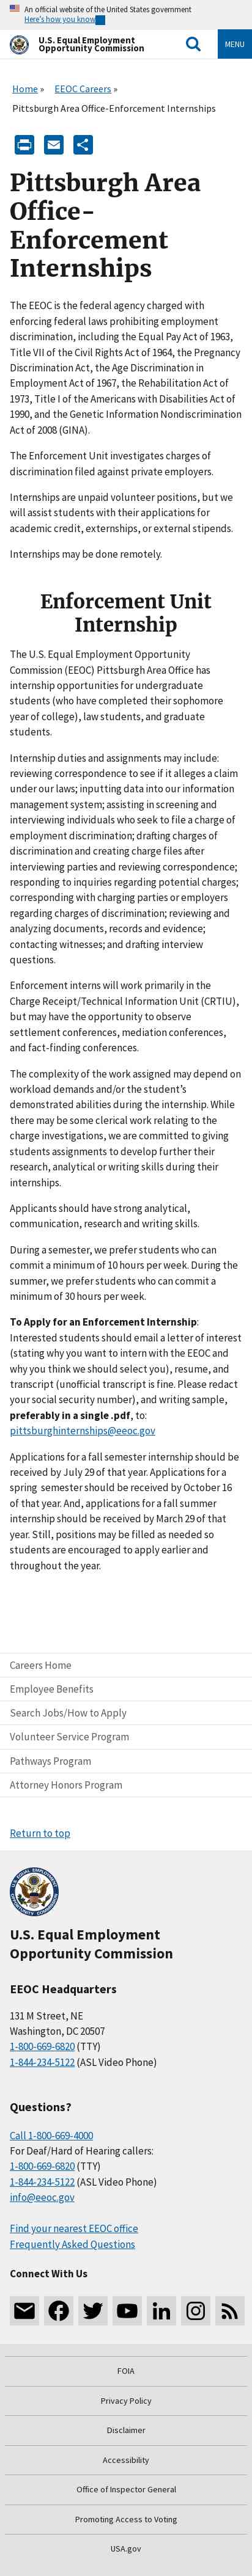 An official website of the United States government
Here's how you know
U.S. Equal Employment
Opportunity Commission
MENU
Home » EEOC Careers »
Pittsburgh Area Office-Enforcement Internships
Pittsburgh Area
Office-
Enforcement
Internships
The EEOC is the federal agency charged with
enforcing federal laws prohibiting employment
discrimination, including the Equal Pay Act of 1963,
Title VII of the Civil Rights Act of 1964, the Pregnancy
Discrimination Act, the Age Discrimination in
Employment Act of 1967, the Rehabilitation Act of
1973, Title I of the Americans with Disabilities Act of
1990, and the Genetic Information Nondiscrimination
Act of 2008 (GINA).
The Enforcement Unit investigates charges of
discrimination filed against private employers.
Internships are unpaid volunteer positions, but we
will assist students with their applications for
academic credit, externships, or external stipends.
Internships may be done remotely.
Enforcement Unit
Internship
The U.S. Equal Employment Opportunity
Commission (EEOC) Pittsburgh Area Office has
internship opportunities for undergraduate
students (who have completed their sophomore
year of college), law students, and graduate
students.
Internship duties and assignments may include:
reviewing correspondence to see if it alleges a claim
under our laws; inputting data into our information
management system; assisting in screening and
interviewing individuals who seek to file a charge of
employment discrimination; drafting charges of
discrimination and creating charge files after
interviewing and reviewing correspondence;
responding to inquiries regarding potential charges;
corresponding with charging parties or employers
regarding charges of discrimination; reviewing and
analyzing documents, records and evidence;
contacting witnesses; and drafting interview
questions.
Enforcement interns will work primarily in the
Charge Receipt/Technical Information Unit (CRTIU),
but may have the opportunity to observe
settlement conferences, mediation conferences,
and fact-finding conferences.
The complexity of the work assigned may depend on
workload demands and/or the student's
demonstrated abilities during the internship. While
there may be some clerical work relating to a
charge, we are committed to giving
students assignments to develop further their
research, analytical or writing skills during their
internship.
Applicants should have strong analytical,
communication, research and writing skills.
During a semester, we prefer students who can
commit a minimum of 10 hours per week. During the
summer, we prefer students who can commit a
minimum of 30 hours per week.
To Apply for an Enforcement Internship:
Interested students should email a letter of interest
(stating why you want to intern with the EEOC and
why we should select you), resume, and
transcript (unofficial transcript is fine. Please redact
your social security number), and writing sample,
preferably in a single .pdf, to:
pittsburghinternships@eeoc.gov
Applications for a fall semester internship should be
received by July 29 of that year. Applications for a
spring semester should be received by October 16
of that year. And, applications for a fall summer
internship should be received by March 29 of that
year. Still, positions may be filled as needed so
students are encouraged to apply earlier and
throughout the year.
Careers Home
Employee Benefits
Search Jobs/How to Apply
Volunteer Service Program
Pathways Program
Attorney Honors Program
Return to top
U.S. Equal Employment
Opportunity Commission
EEOC Headquarters
131 M Street, NE
Washington, DC 20507
1-800-669-6820 (TTY)
1-844-234-5122 (ASL Video Phone)
Questions?
Call 1-800-669-4000
For Deaf/Hard of Hearing callers:
1-800-669-6820 (TTY)
1-844-234-5122 (ASL Video Phone)
info@eeoc.gov
Find your nearest EEOC office
Frequently Asked Questions
Connect With Us
FOIA
Privacy Policy
Disclaimer
Accessibility
Office of Inspector General
Promoting Access to Voting
USA.gov